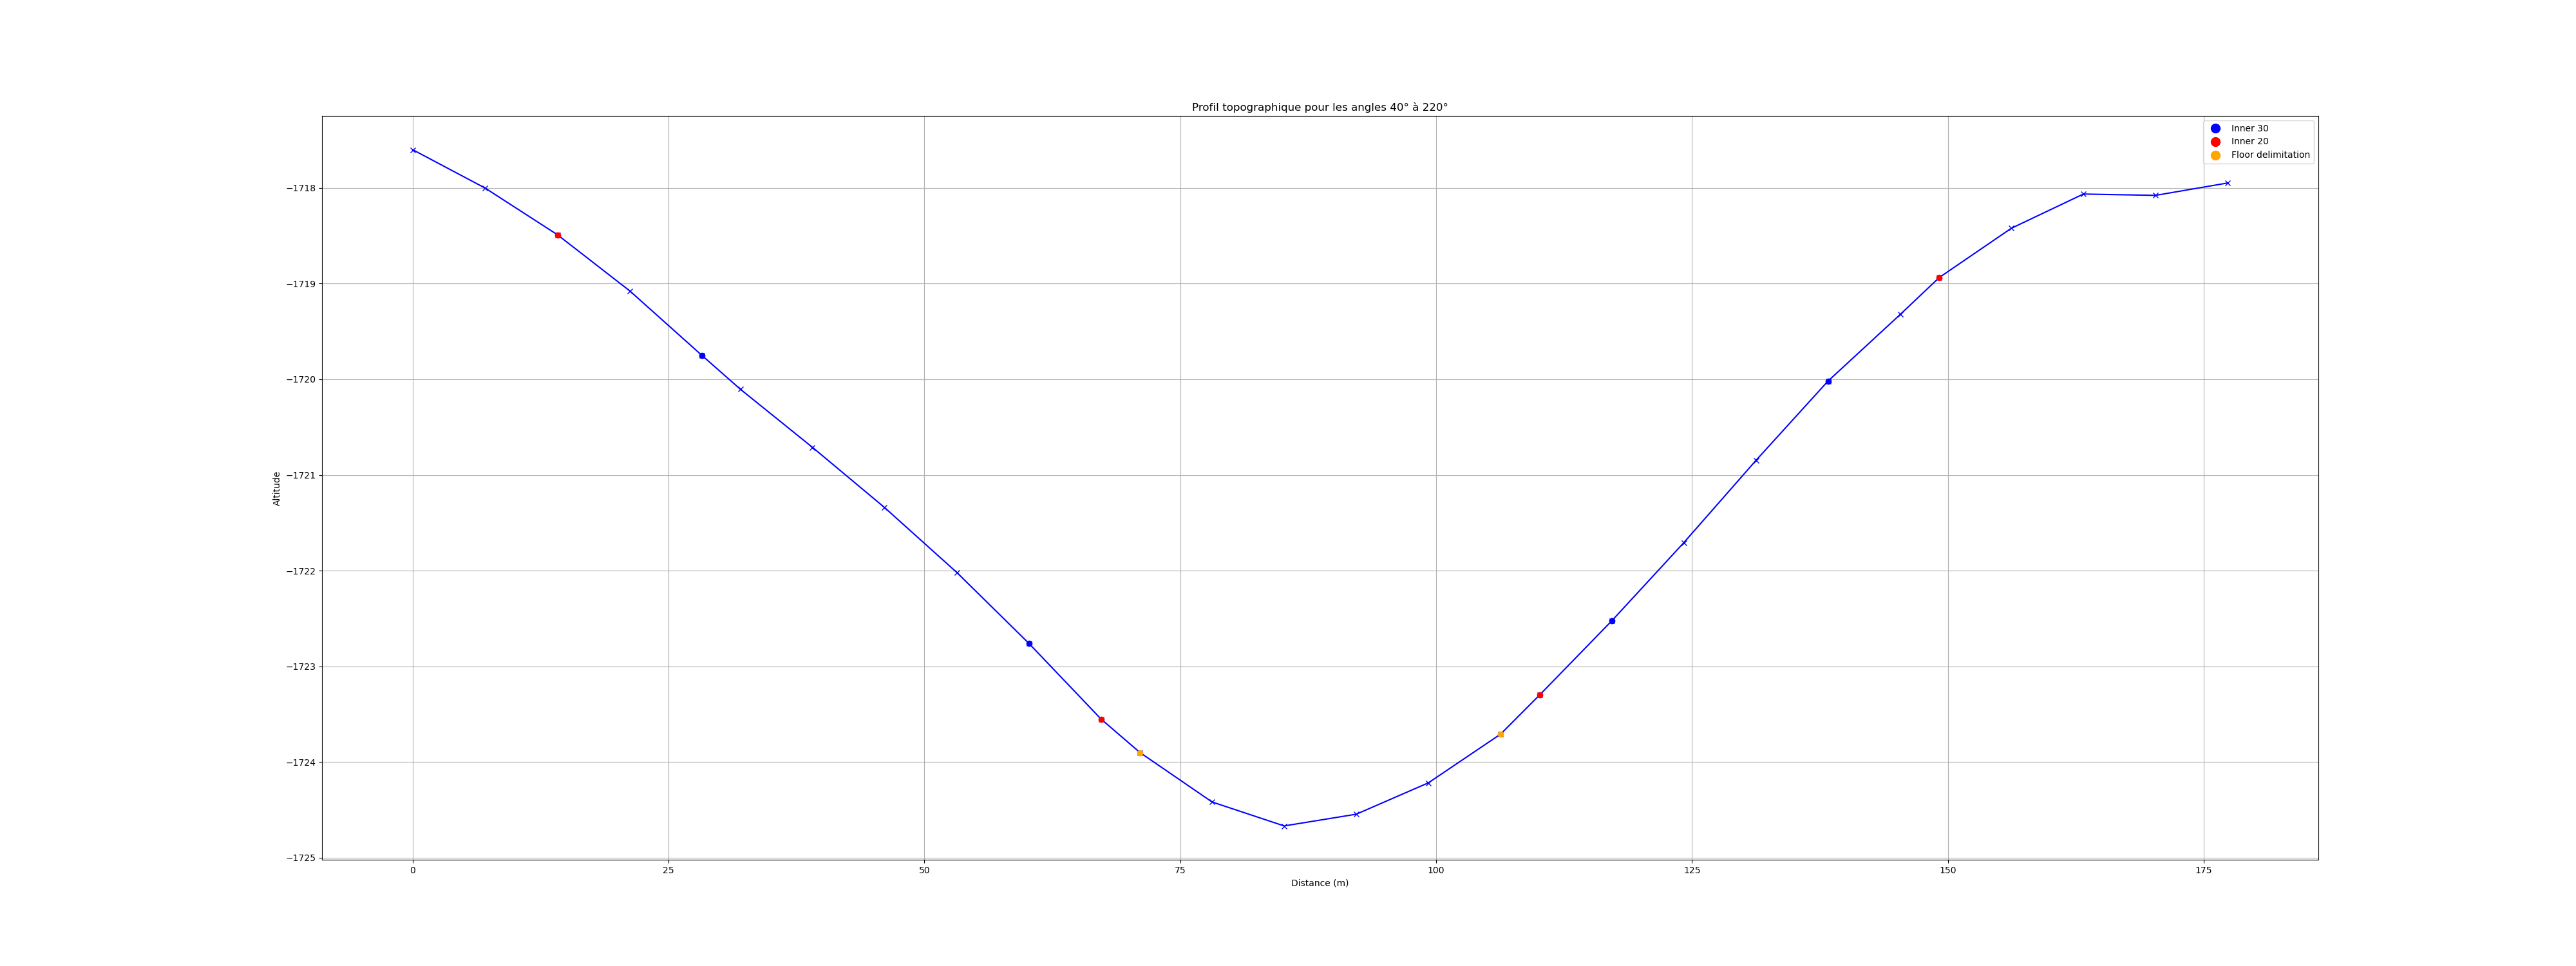 Profil topographique pour les angles 40° à 220°
Inner 30
Inner 20
Floor delimitation
Altitude
−1718
−1719
−1720
−1721
−1722
−1723
−1724
−1725
0
25
50
75
100
125
150
175
Distance (m)